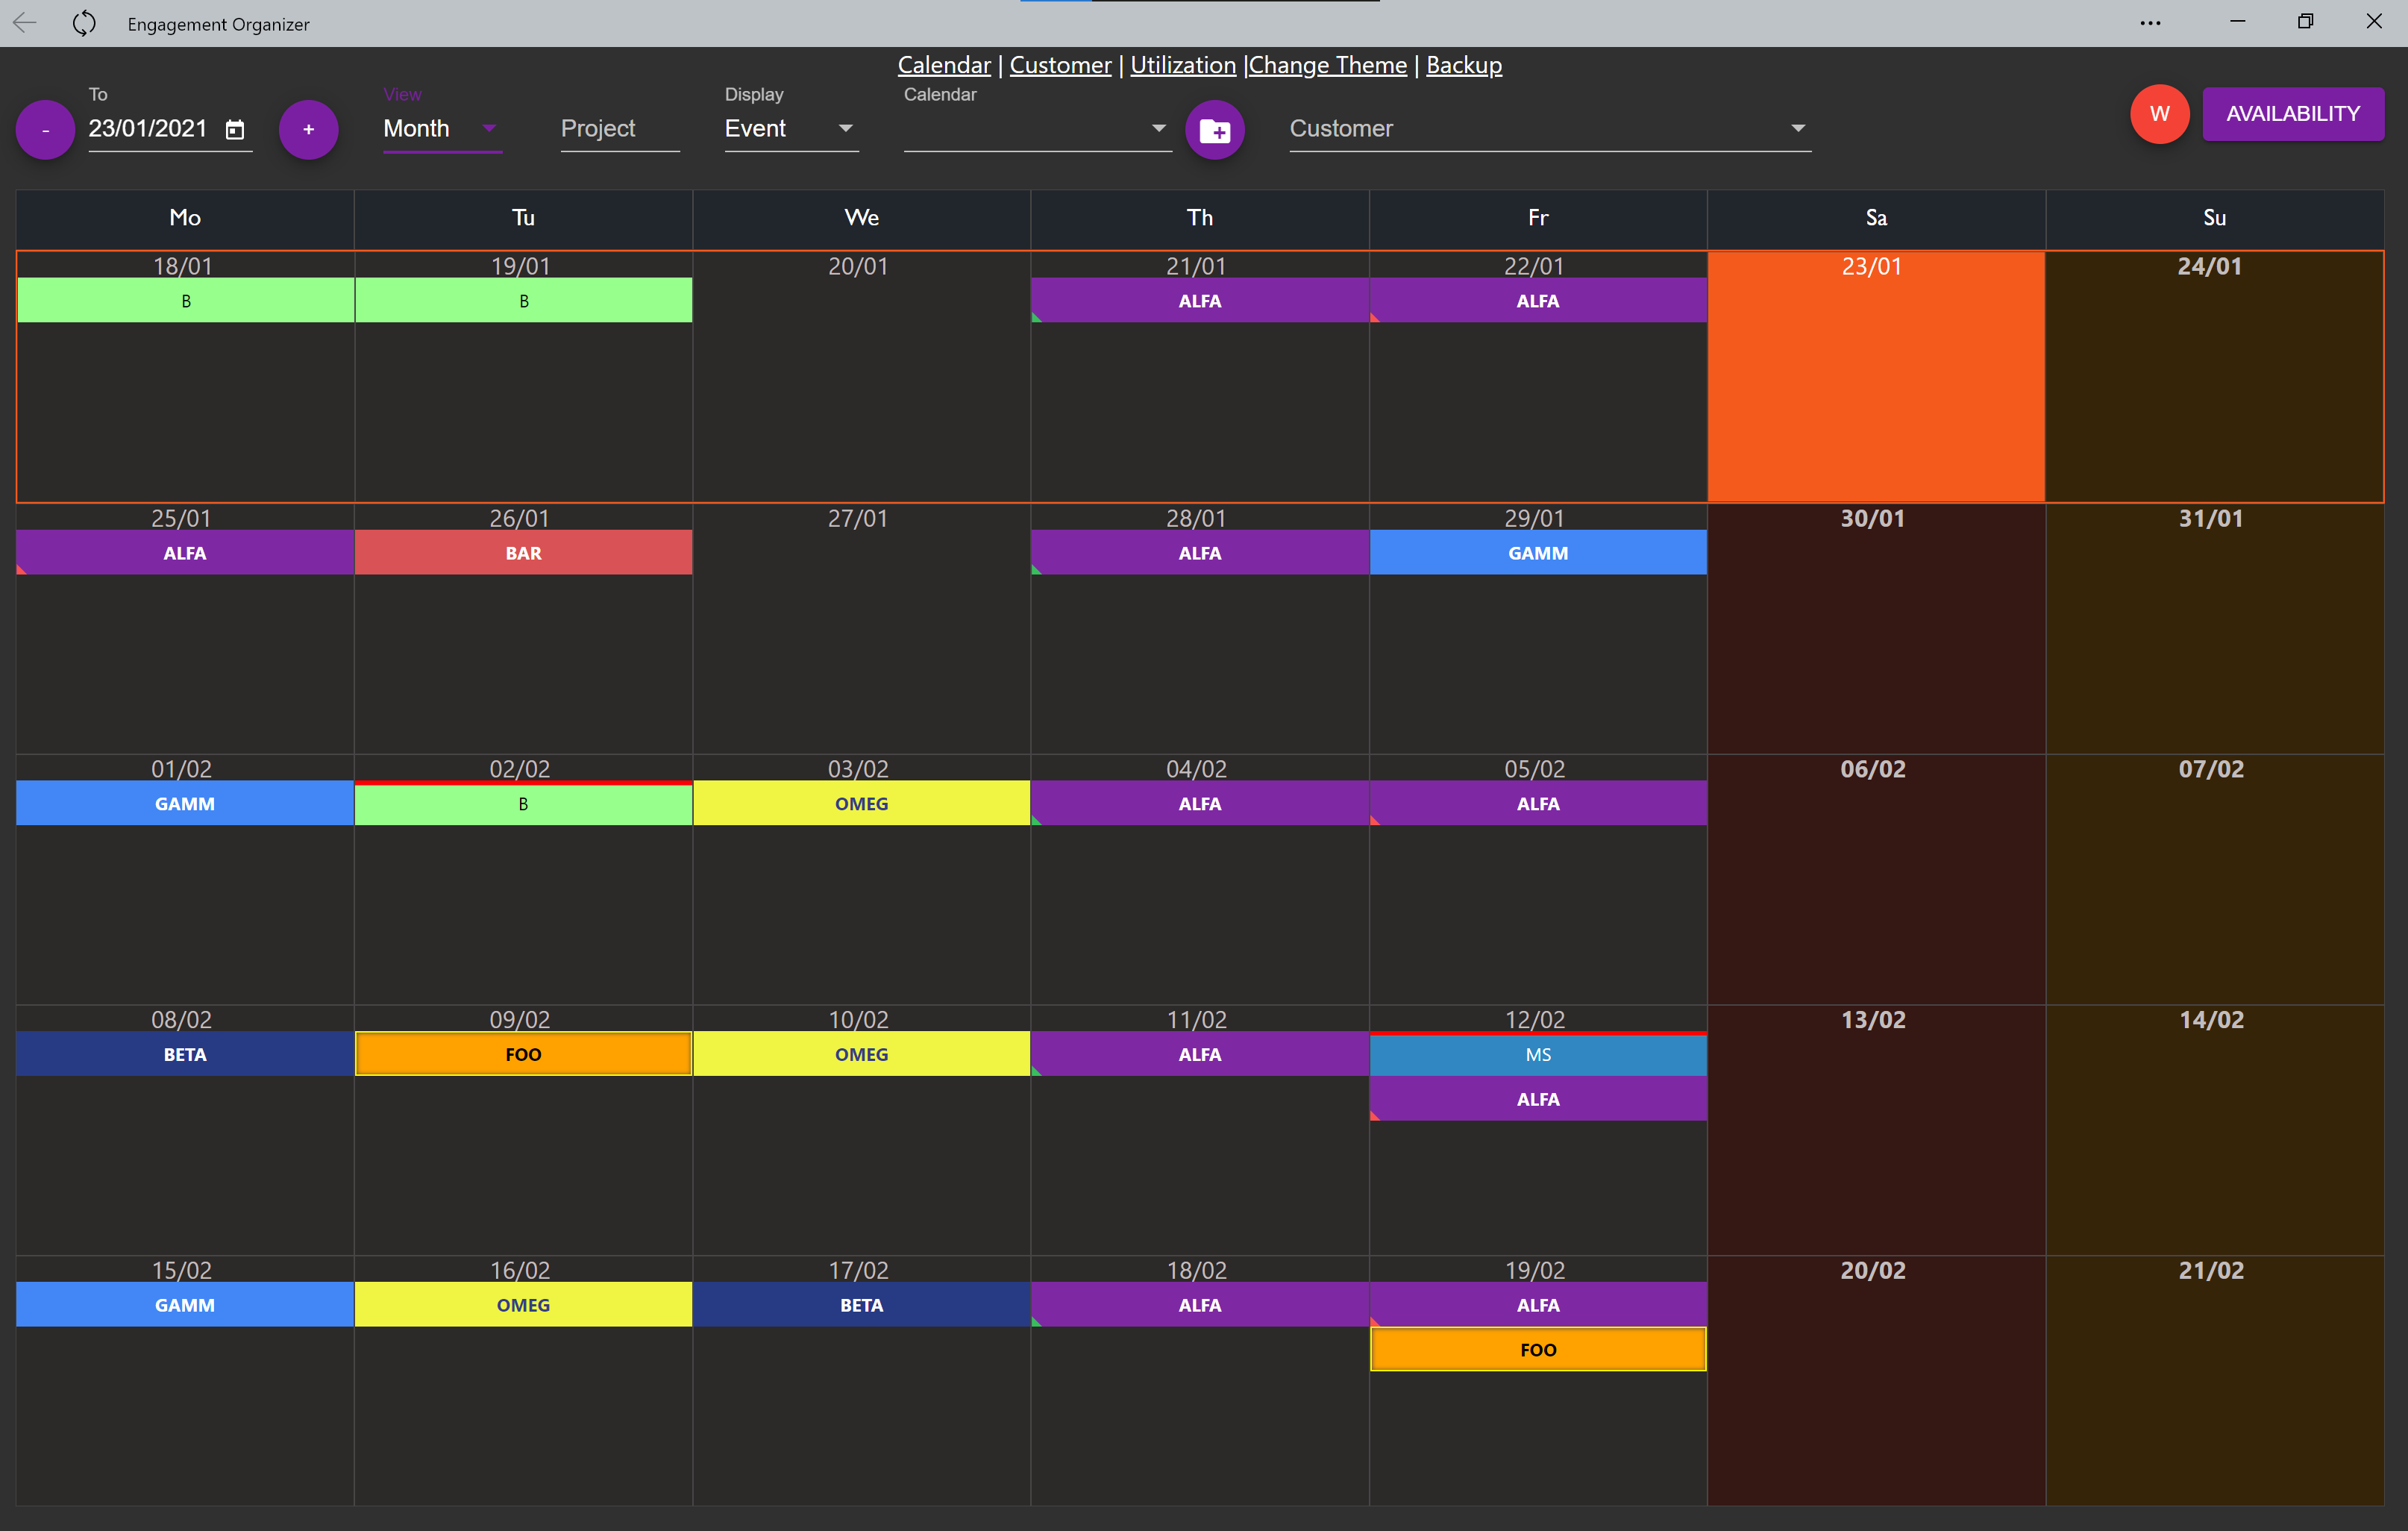 Engagement Organizer
Calendar | Customer | Utilization |Change Theme | Backup
To View Display Calendar
- 23/01/2021 + Month Project Event Customer W AVAILABILITY
Mo Tu We Th Fr Sa Su
18/01 19/01 20/01 21/01 22/01 23/01 24/01
B B ALFA ALFA
25/01 26/01 27/01 28/01 29/01 30/01 31/01
ALFA BAR ALFA GAMM
01/02 02/02 03/02 04/02 05/02 06/02 07/02
GAMM B OMEG ALFA ALFA
08/02 09/02 10/02 11/02 12/02 13/02 14/02
BETA FOO OMEG ALFA MS
ALFA
15/02 16/02 17/02 18/02 19/02 20/02 21/02
GAMM OMEG BETA ALFA ALFA
FOO